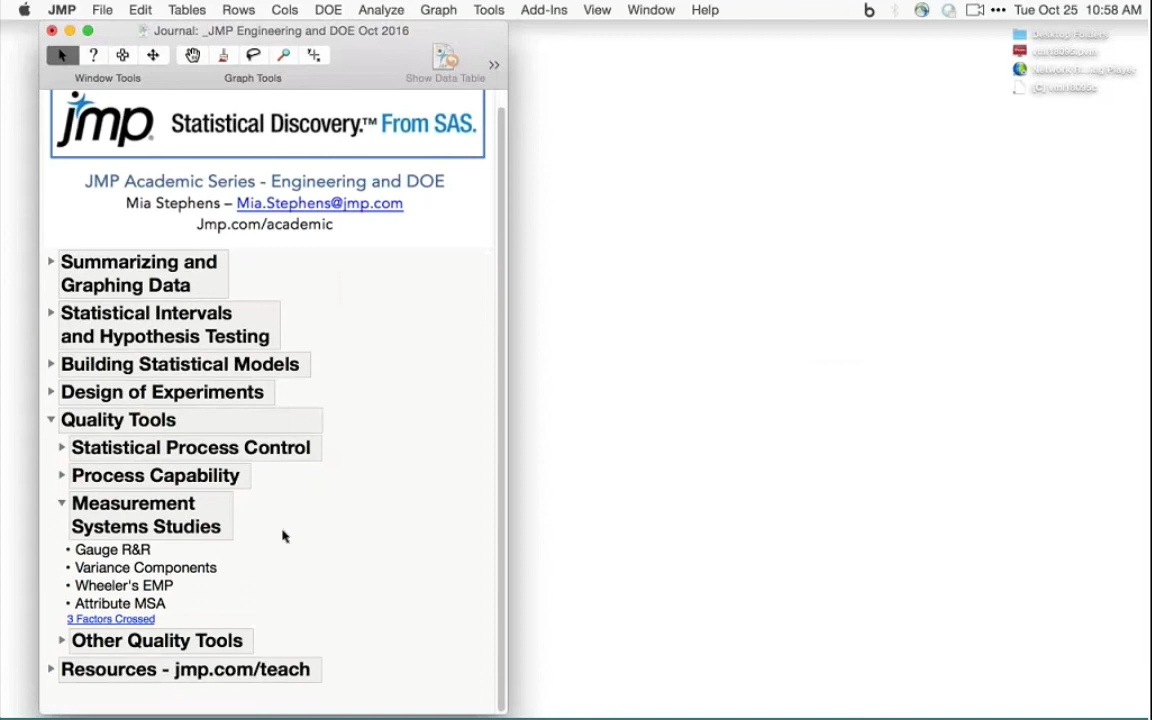 JMP File Edit Tables Rows Cols DOE Analyze Graph Tools Add-Ins View Window Help Tue Oct 25 10:58 AM
Journal: _JMP Engineering and DOE Oct 2016
Window Tools Graph Tools Show Data Table
jmp Statistical Discovery.™ From SAS.
JMP Academic Series - Engineering and DOE
Mia Stephens – Mia.Stephens@jmp.com
Jmp.com/academic
Summarizing and
Graphing Data
Statistical Intervals
and Hypothesis Testing
Building Statistical Models
Design of Experiments
Quality Tools
Statistical Process Control
Process Capability
Measurement
Systems Studies
• Gauge R&R
• Variance Components
• Wheeler's EMP
• Attribute MSA
3 Factors Crossed
Other Quality Tools
Resources - jmp.com/teach
Desktop Folders
Player